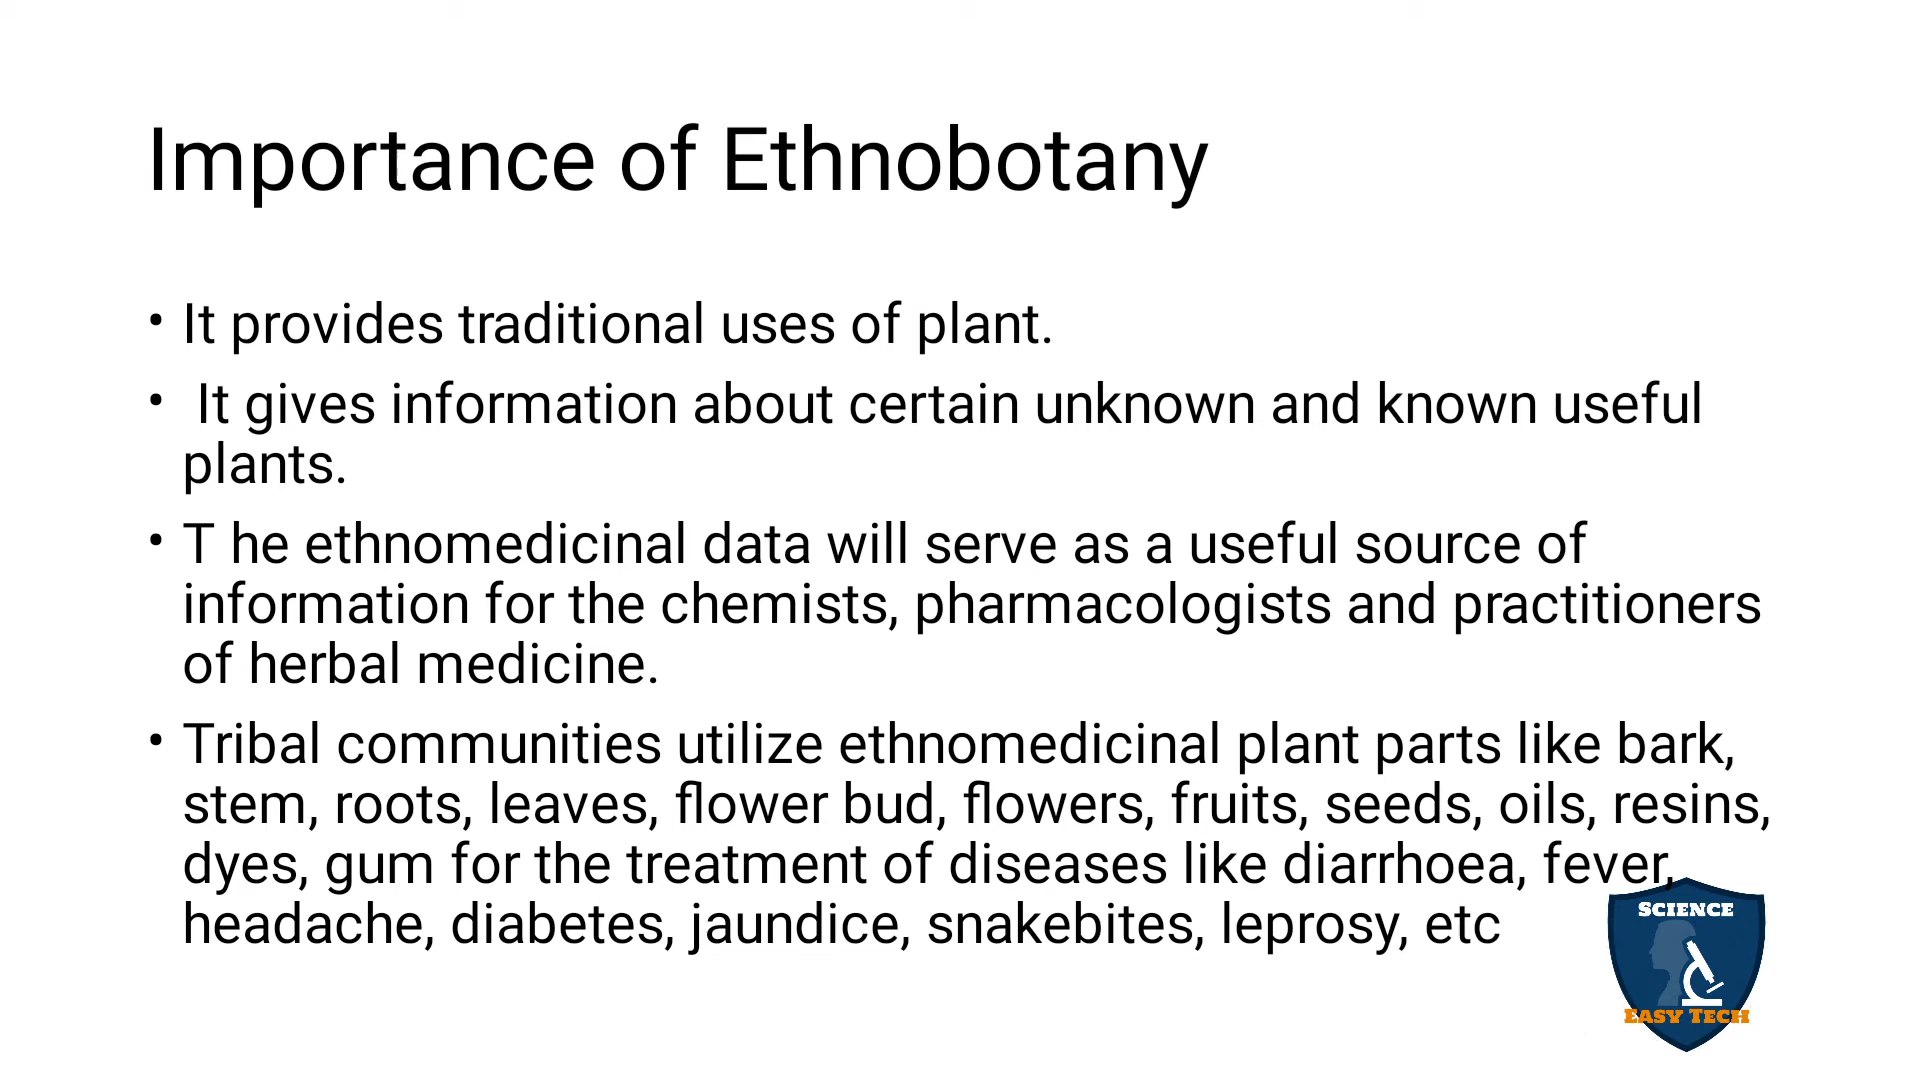 Importance of Ethnobotany
• It provides traditional uses of plant.
• It gives information about certain unknown and known useful
plants.
• T he ethnomedicinal data will serve as a useful source of
information for the chemists, pharmacologists and practitioners
of herbal medicine.
• Tribal communities utilize ethnomedicinal plant parts like bark,
stem, roots, leaves, flower bud, flowers, fruits, seeds, oils, resins,
dyes, gum for the treatment of diseases like diarrhoea, fever,
headache, diabetes, jaundice, snakebites, leprosy, etc
SCIENCE
EASY TECH